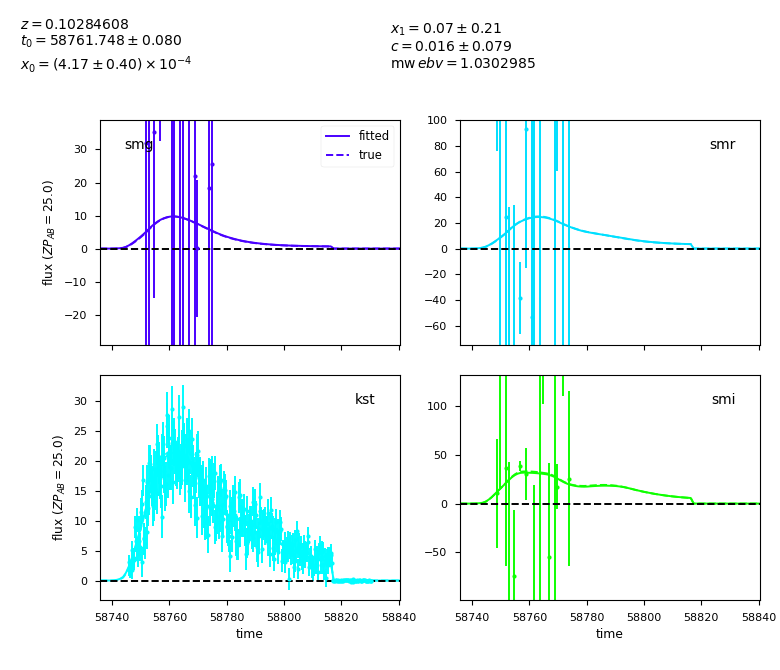 z = 0.10284608
t0 = 58761.748 ± 0.080
x0 = (4.17 ± 0.40) × 10⁻⁴
x1 = 0.07 ± 0.21
c = 0.016 ± 0.079
mw ebv = 1.0302985
smg
fitted
true
30
20
10
0
−10
−20
flux (ZP_AB = 25.0)
smr
100
80
60
40
20
0
−20
−40
−60
kst
30
25
20
15
10
5
0
flux (ZP_AB = 25.0)
58740 58760 58780 58800 58820 58840
time
smi
100
50
0
−50
58740 58760 58780 58800 58820 58840
time